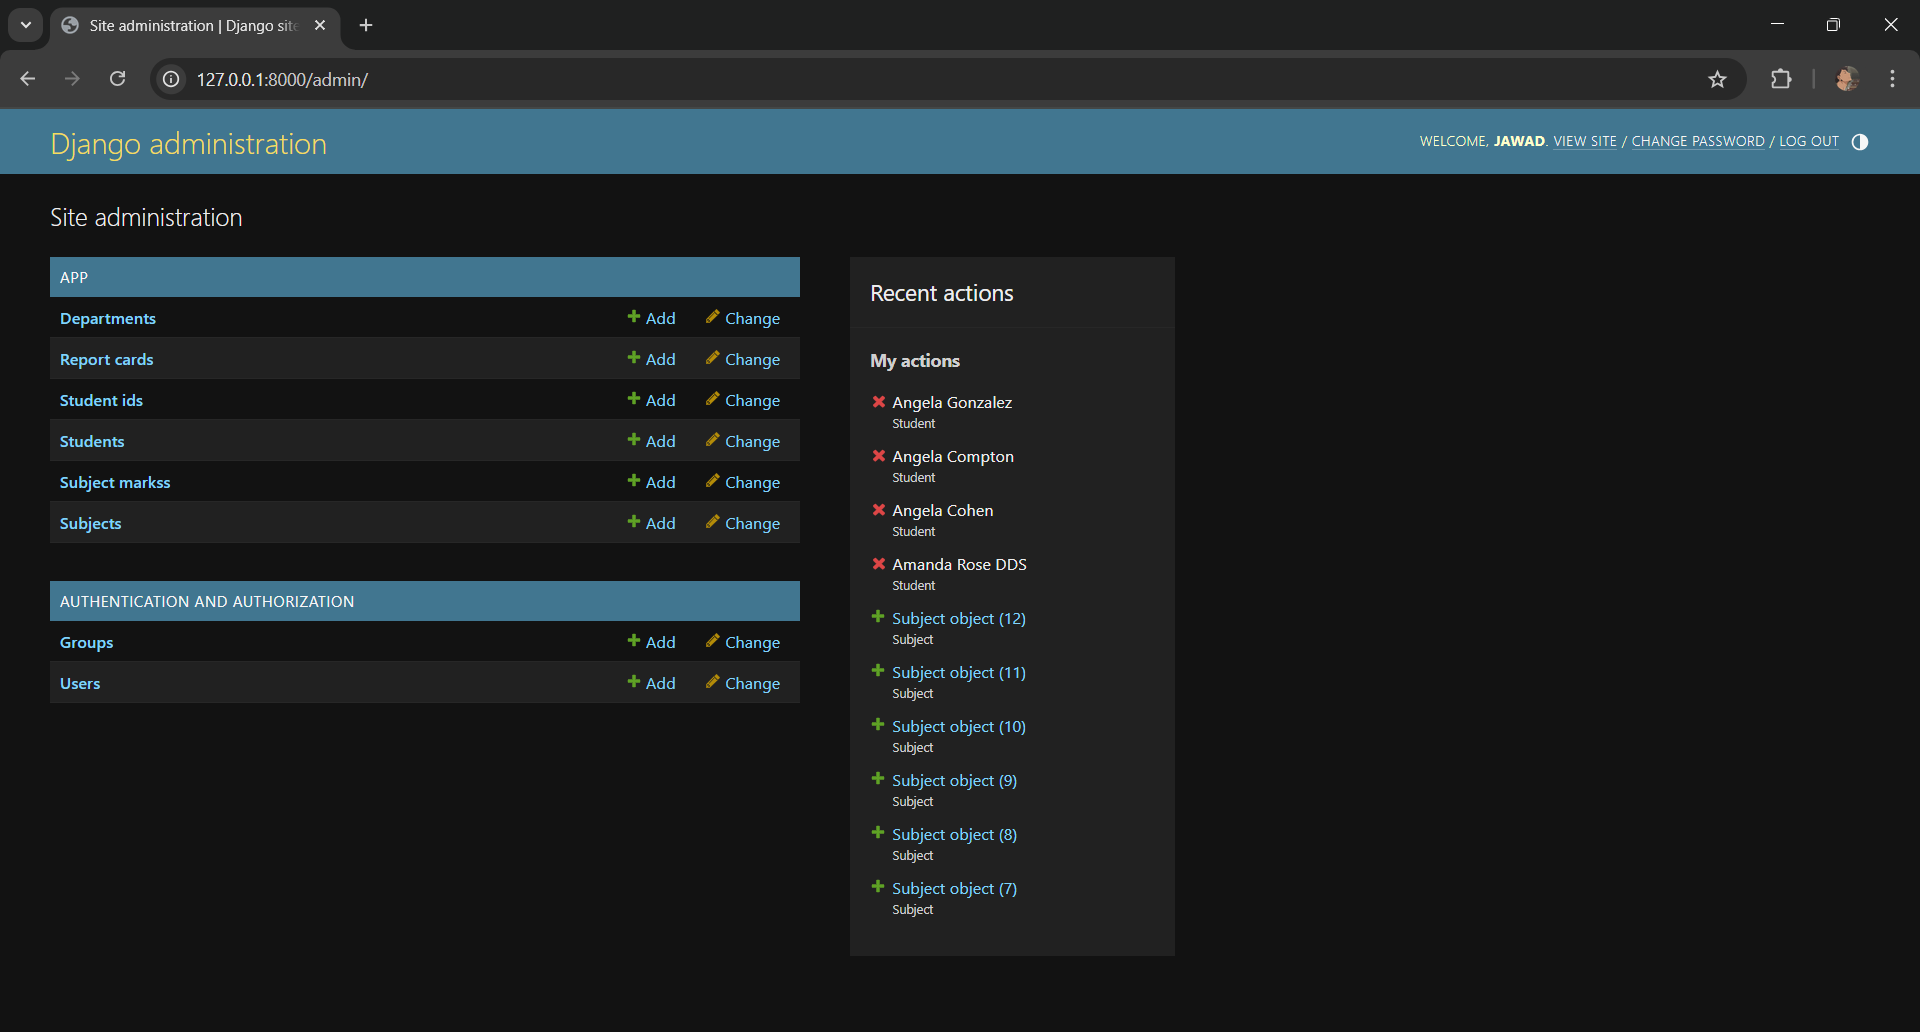 Site administration | Django site
127.0.0.1:8000/admin/
Django administration
WELCOME, JAWAD. VIEW SITE / CHANGE PASSWORD / LOG OUT
Site administration
APP
Departments Add Change
Report cards Add Change
Student ids Add Change
Students Add Change
Subject markss Add Change
Subjects Add Change
AUTHENTICATION AND AUTHORIZATION
Groups Add Change
Users Add Change
Recent actions
My actions
Angela Gonzalez
Student
Angela Compton
Student
Angela Cohen
Student
Amanda Rose DDS
Student
Subject object (12)
Subject
Subject object (11)
Subject
Subject object (10)
Subject
Subject object (9)
Subject
Subject object (8)
Subject
Subject object (7)
Subject